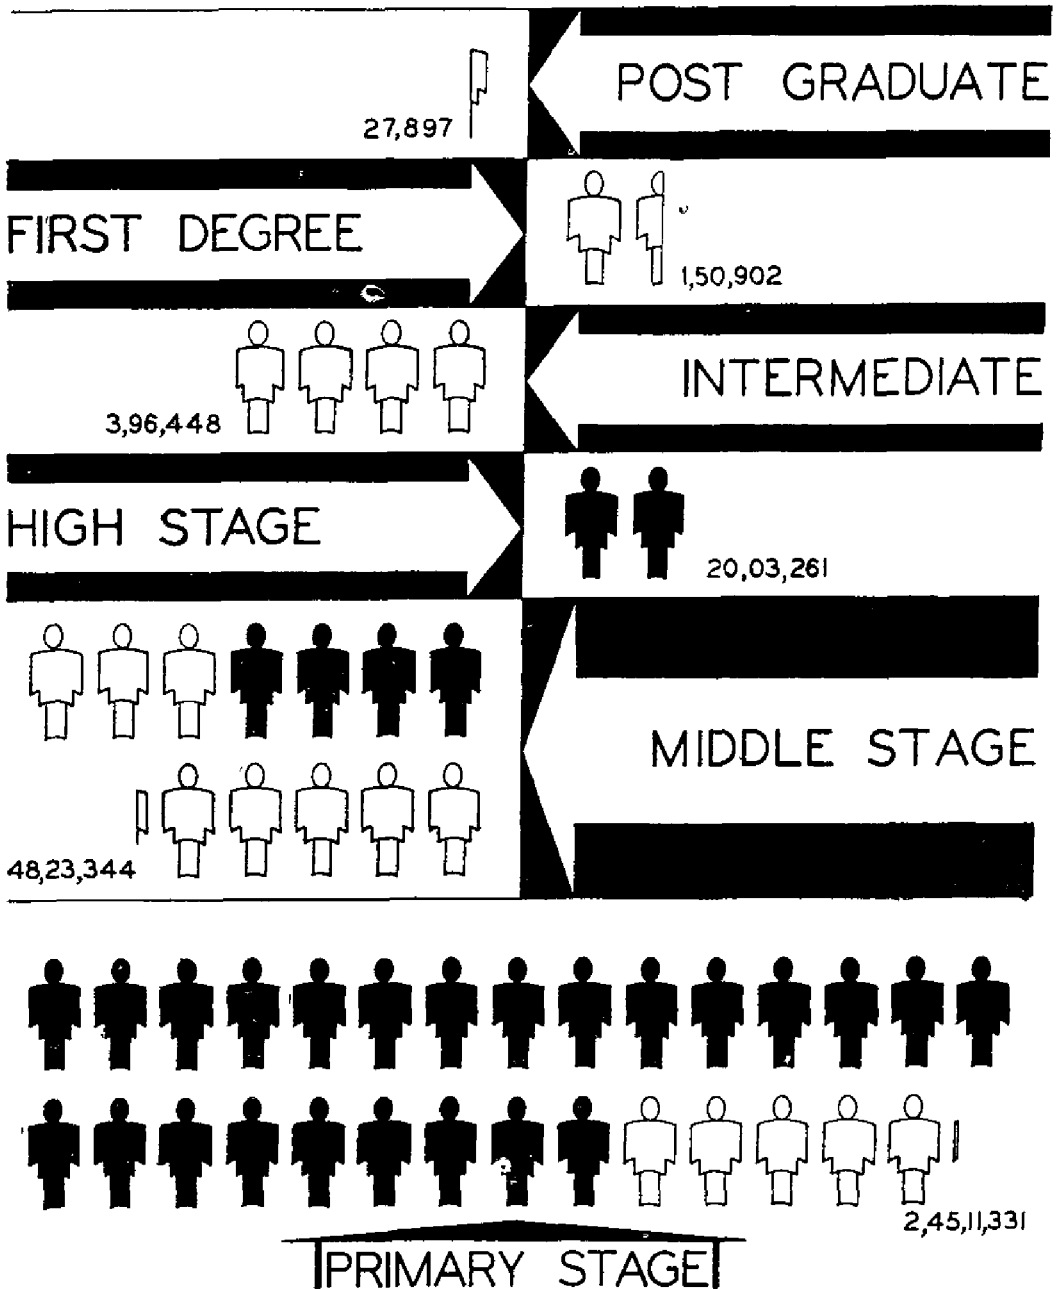 POST GRADUATE
27,897
FIRST DEGREE
1,50,902
INTERMEDIATE
3,96,448
HIGH STAGE
20,03,261
MIDDLE STAGE
48,23,344
2,45,11,331
PRIMARY STAGE